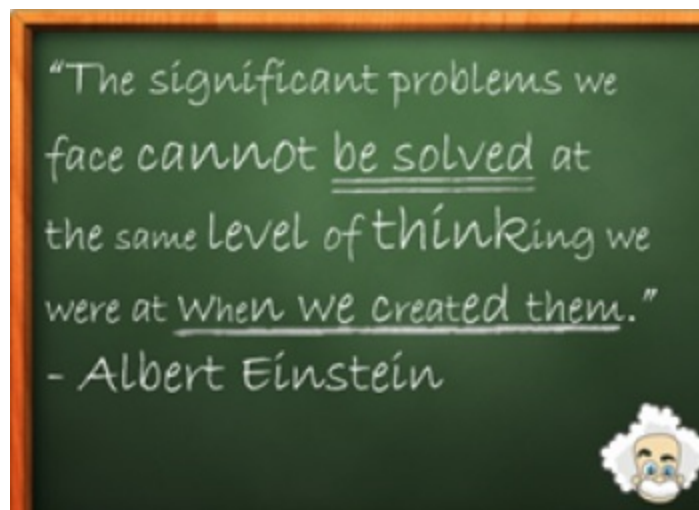 “The significant problems we
face cannot be solved at
the same level of thinking we
were at when we created them.”
- Albert Einstein